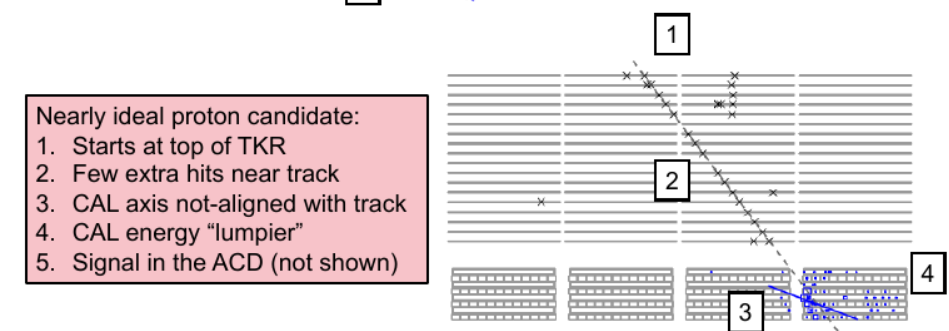 1
Nearly ideal proton candidate:
1. Starts at top of TKR
2. Few extra hits near track
3. CAL axis not-aligned with track
4. CAL energy “lumpier”
5. Signal in the ACD (not shown)
2
4
3